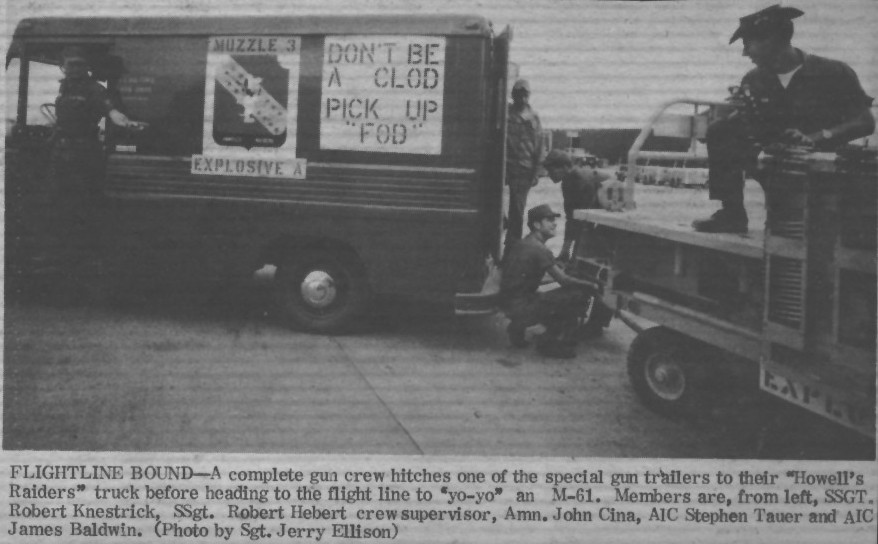 MUZZLE 3
EXPLOSIVE A
DON'T BE
A CLOD
PICK UP
"FOD"
FLIGHTLINE BOUND—A complete gun crew hitches one of the special gun trailers to their "Howell's
Raiders" truck before heading to the flight line to "yo-yo" an M-61. Members are, from left, SSGT.
Robert Knestrick, SSgt. Robert Hebert crew supervisor, Amn. John Cina, AIC Stephen Tauer and AIC
James Baldwin. (Photo by Sgt. Jerry Ellison)